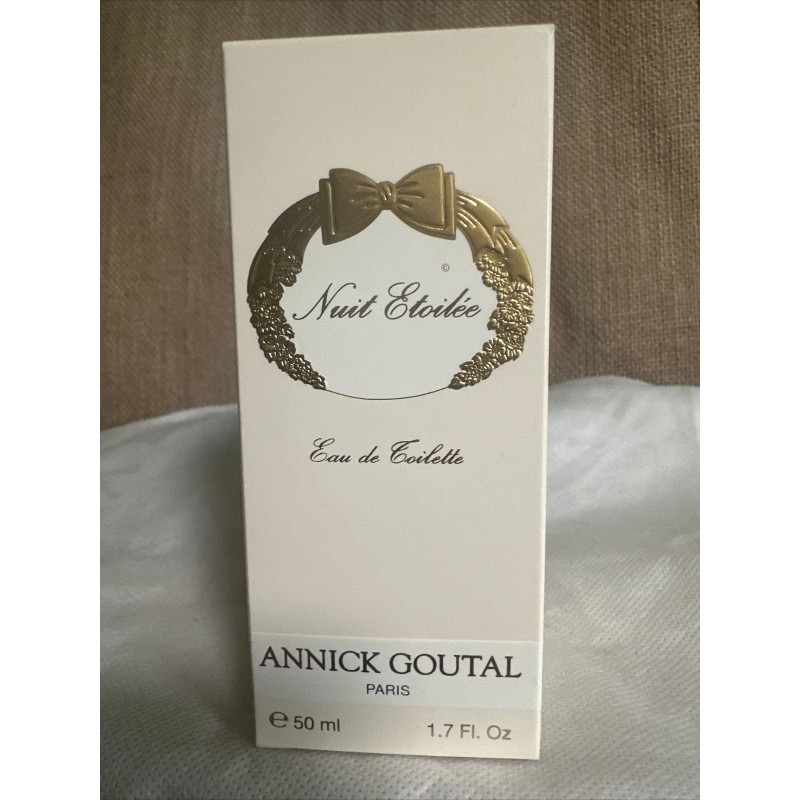 ©
Nuit Etoilée
Eau de Toilette
ANNICK GOUTAL
PARIS
℮ 50 ml 1.7 Fl. Oz